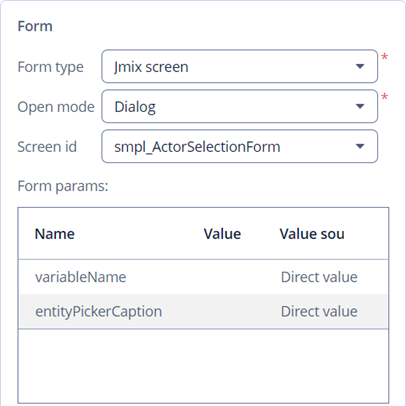 Form
Form type Jmix screen *
Open mode Dialog *
Screen id smpl_ActorSelectionForm
Form params:
Name Value Value sou
variableName Direct value
entityPickerCaption Direct value